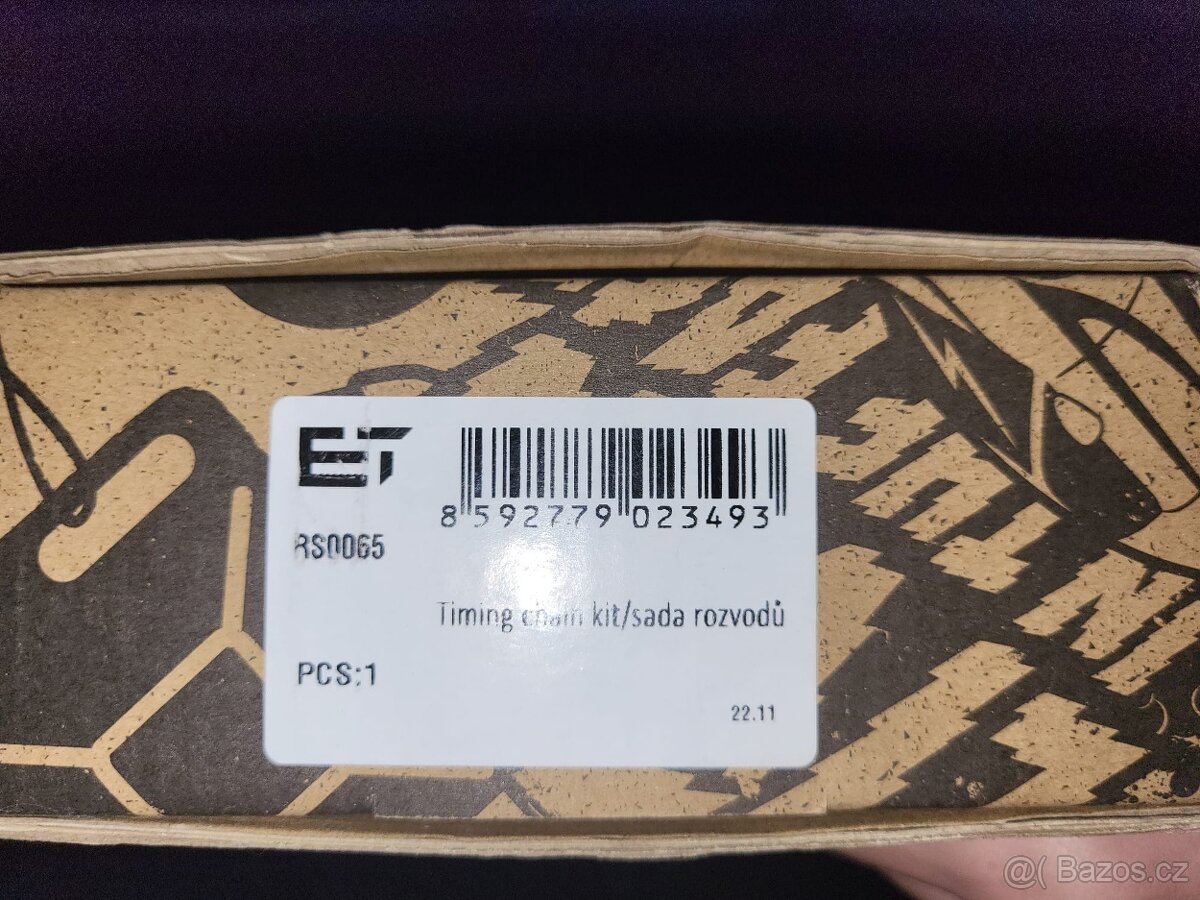 ET
8 592779 023493
RS0065
Timing chain kit/sada rozvodů
PCS:1
22.11
@( Bazos.cz